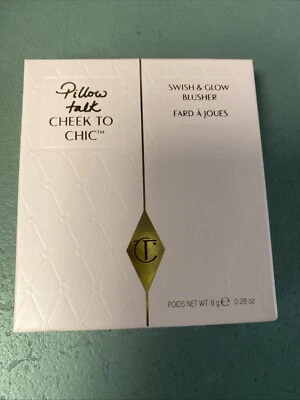 Pillow
talk
CHEEK TO
CHIC™
SWISH & GLOW
BLUSHER
FARD À JOUES
CT
POIDS NET WT. 8 g ℮ 0.28 oz